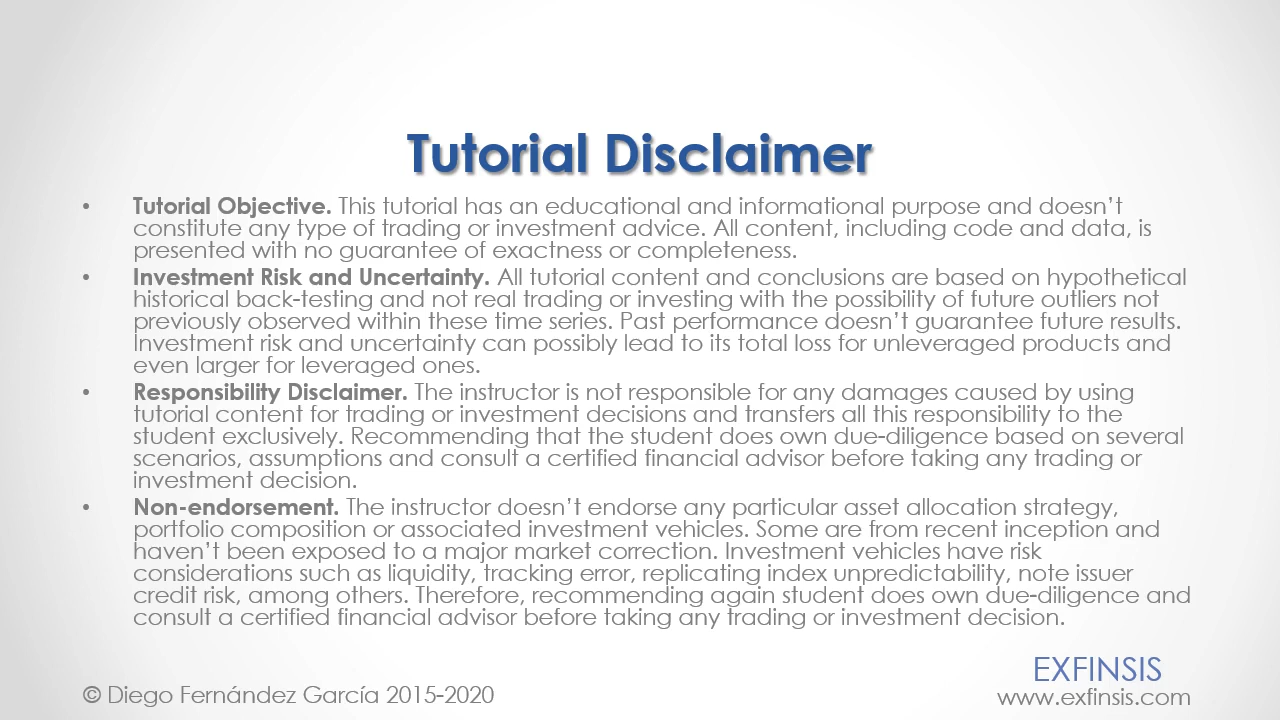 Tutorial Disclaimer
• Tutorial Objective. This tutorial has an educational and informational purpose and doesn't
constitute any type of trading or investment advice. All content, including code and data, is
presented with no guarantee of exactness or completeness.
• Investment Risk and Uncertainty. All tutorial content and conclusions are based on hypothetical
historical back-testing and not real trading or investing with the possibility of future outliers not
previously observed within these time series. Past performance doesn't guarantee future results.
Investment risk and uncertainty can possibly lead to its total loss for unleveraged products and
even larger for leveraged ones.
• Responsibility Disclaimer. The instructor is not responsible for any damages caused by using
tutorial content for trading or investment decisions and transfers all this responsibility to the
student exclusively. Recommending that the student does own due-diligence based on several
scenarios, assumptions and consult a certified financial advisor before taking any trading or
investment decision.
• Non-endorsement. The instructor doesn't endorse any particular asset allocation strategy,
portfolio composition or associated investment vehicles. Some are from recent inception and
haven't been exposed to a major market correction. Investment vehicles have risk
considerations such as liquidity, tracking error, replicating index unpredictability, note issuer
credit risk, among others. Therefore, recommending again student does own due-diligence and
consult a certified financial advisor before taking any trading or investment decision.
© Diego Fernández García 2015-2020
EXFINSIS
www.exfinsis.com